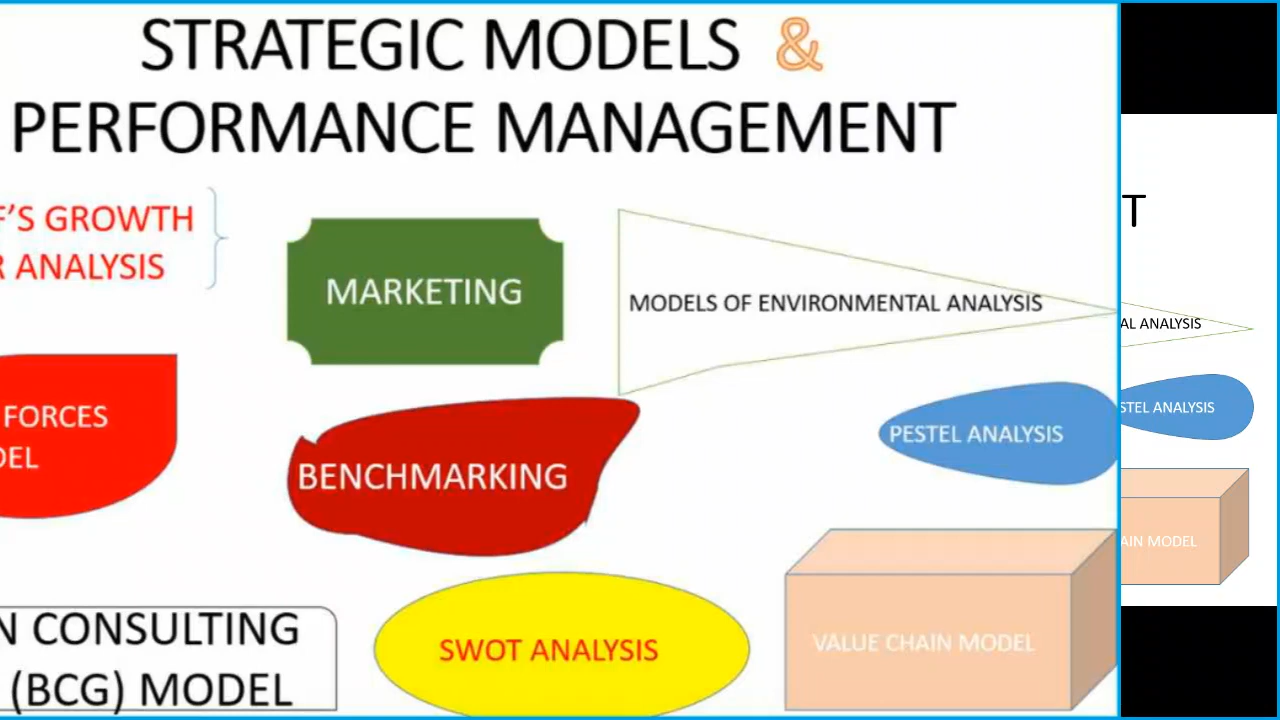 STRATEGIC MODELS &
PERFORMANCE MANAGEMENT
T
F'S GROWTH
R ANALYSIS
MARKETING
MODELS OF ENVIRONMENTAL ANALYSIS
AL ANALYSIS
FORCES
DEL
BENCHMARKING
PESTEL ANALYSIS
STEL ANALYSIS
N CONSULTING
(BCG) MODEL
SWOT ANALYSIS
VALUE CHAIN MODEL
AIN MODEL